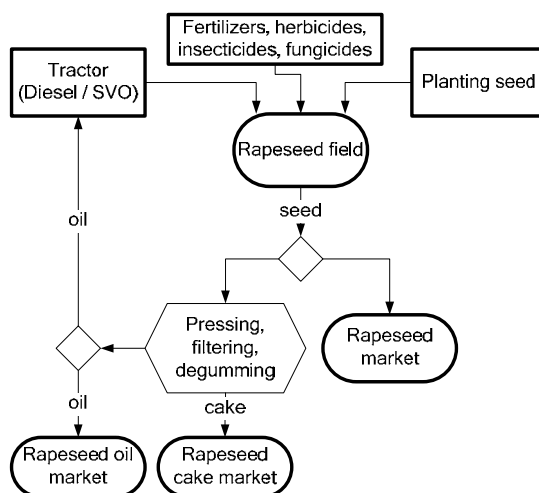 Fertilizers, herbicides,
insecticides, fungicides
Tractor
(Diesel / SVO)
Planting seed
Rapeseed field
seed
oil
Pressing,
filtering,
degumming
Rapeseed
market
oil
cake
Rapeseed oil
market
Rapeseed
cake market